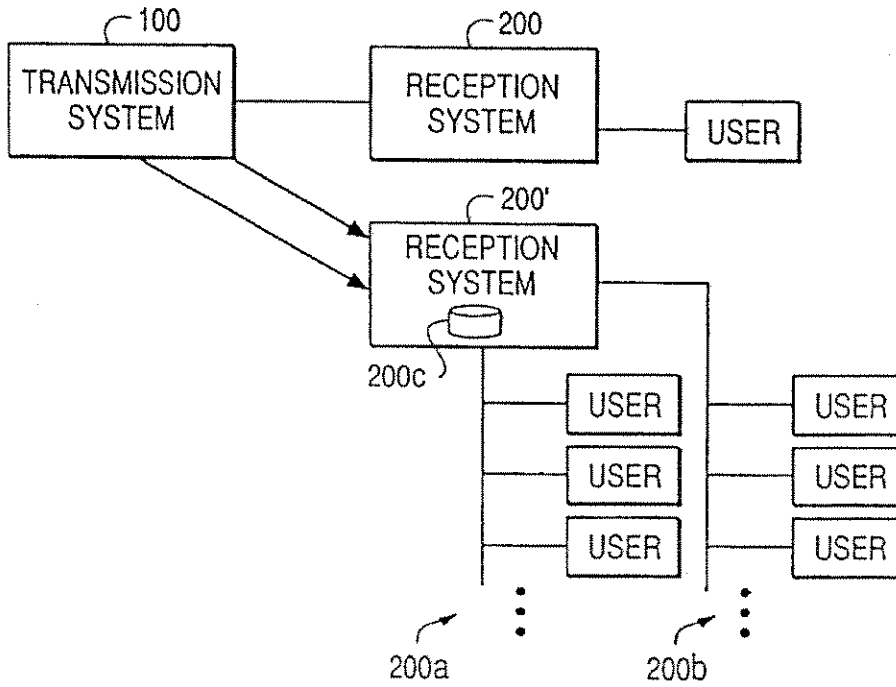 100
TRANSMISSION
SYSTEM
200
RECEPTION
SYSTEM
USER
200'
RECEPTION
SYSTEM
200c
USER
USER
USER
USER
USER
USER
200a
200b